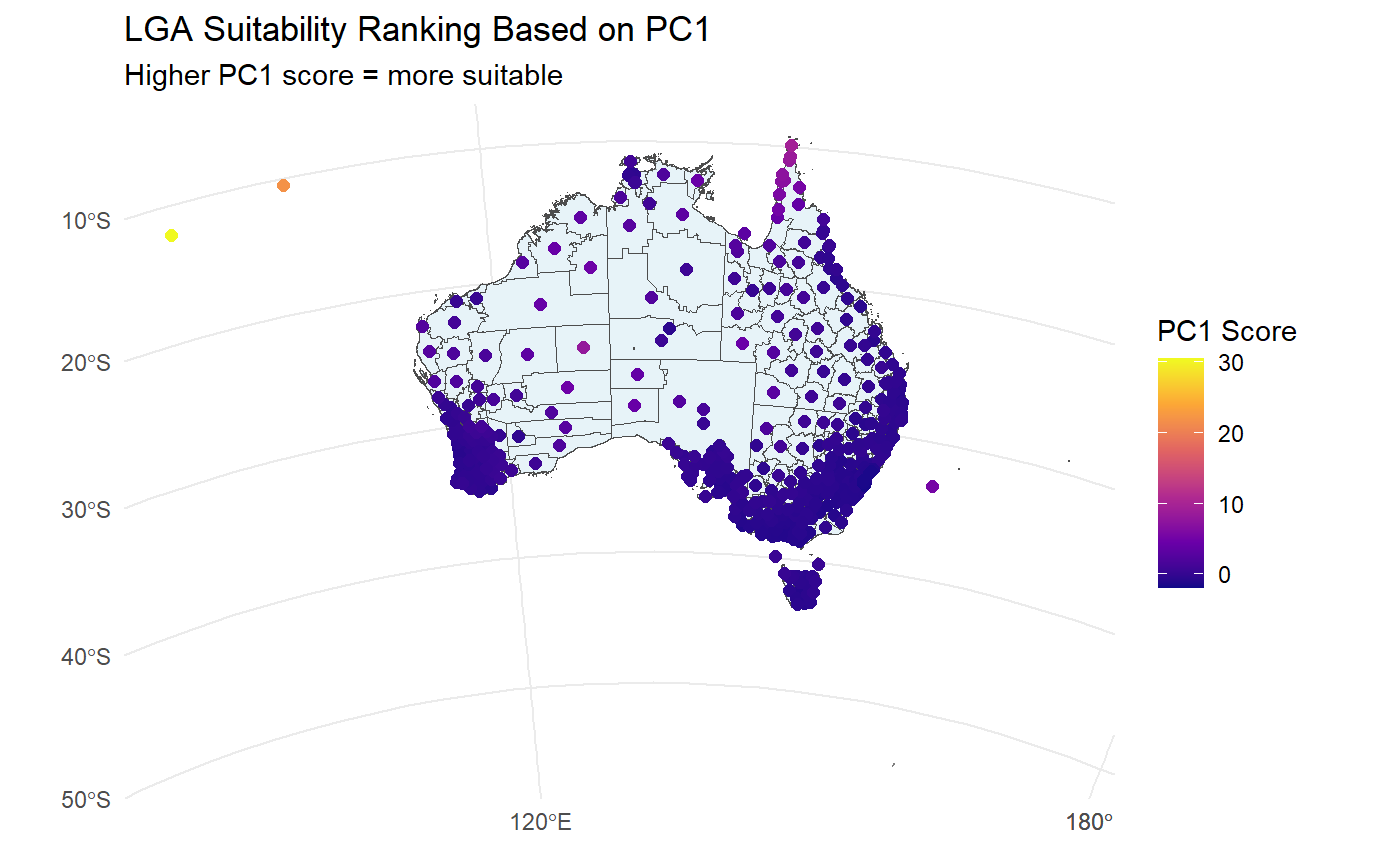 LGA Suitability Ranking Based on PC1
Higher PC1 score = more suitable
10°S
20°S
30°S
40°S
50°S
120°E
180°
PC1 Score
30
20
10
0